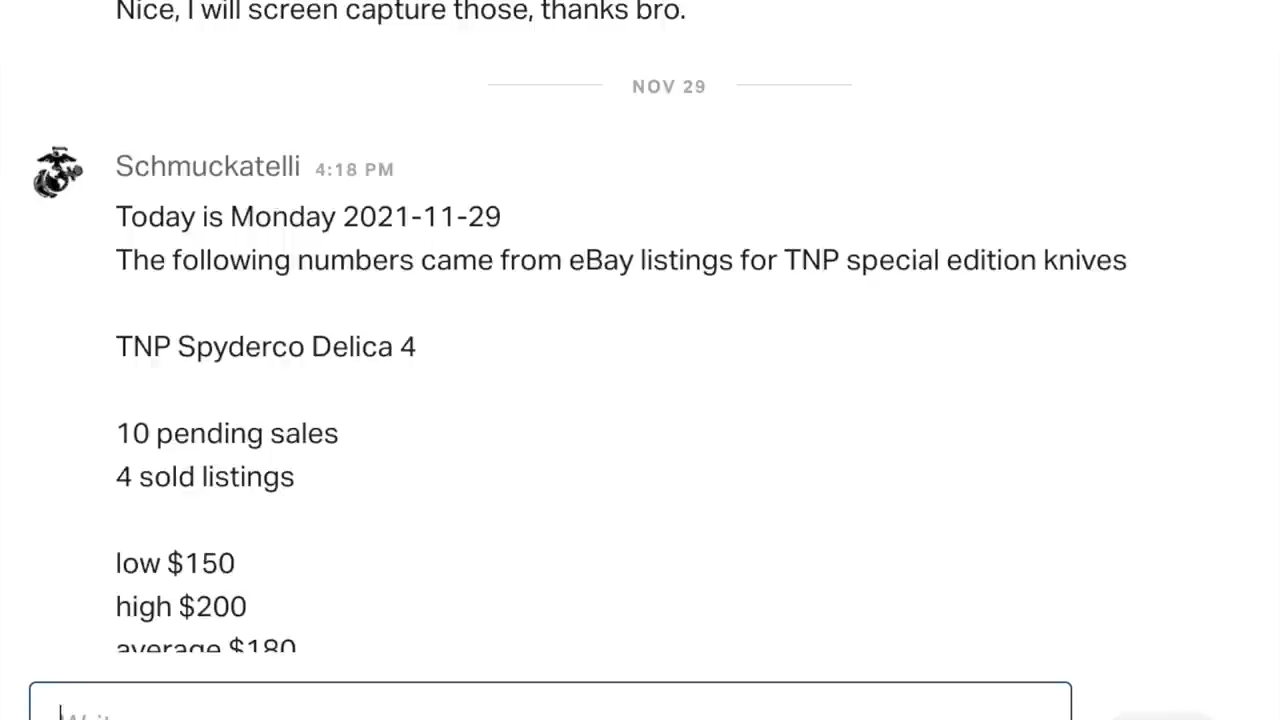 Nice, I will screen capture those, thanks bro.
NOV 29
Schmuckatelli 4:18 PM
Today is Monday 2021-11-29
The following numbers came from eBay listings for TNP special edition knives
TNP Spyderco Delica 4
10 pending sales
4 sold listings
low $150
high $200
average $180